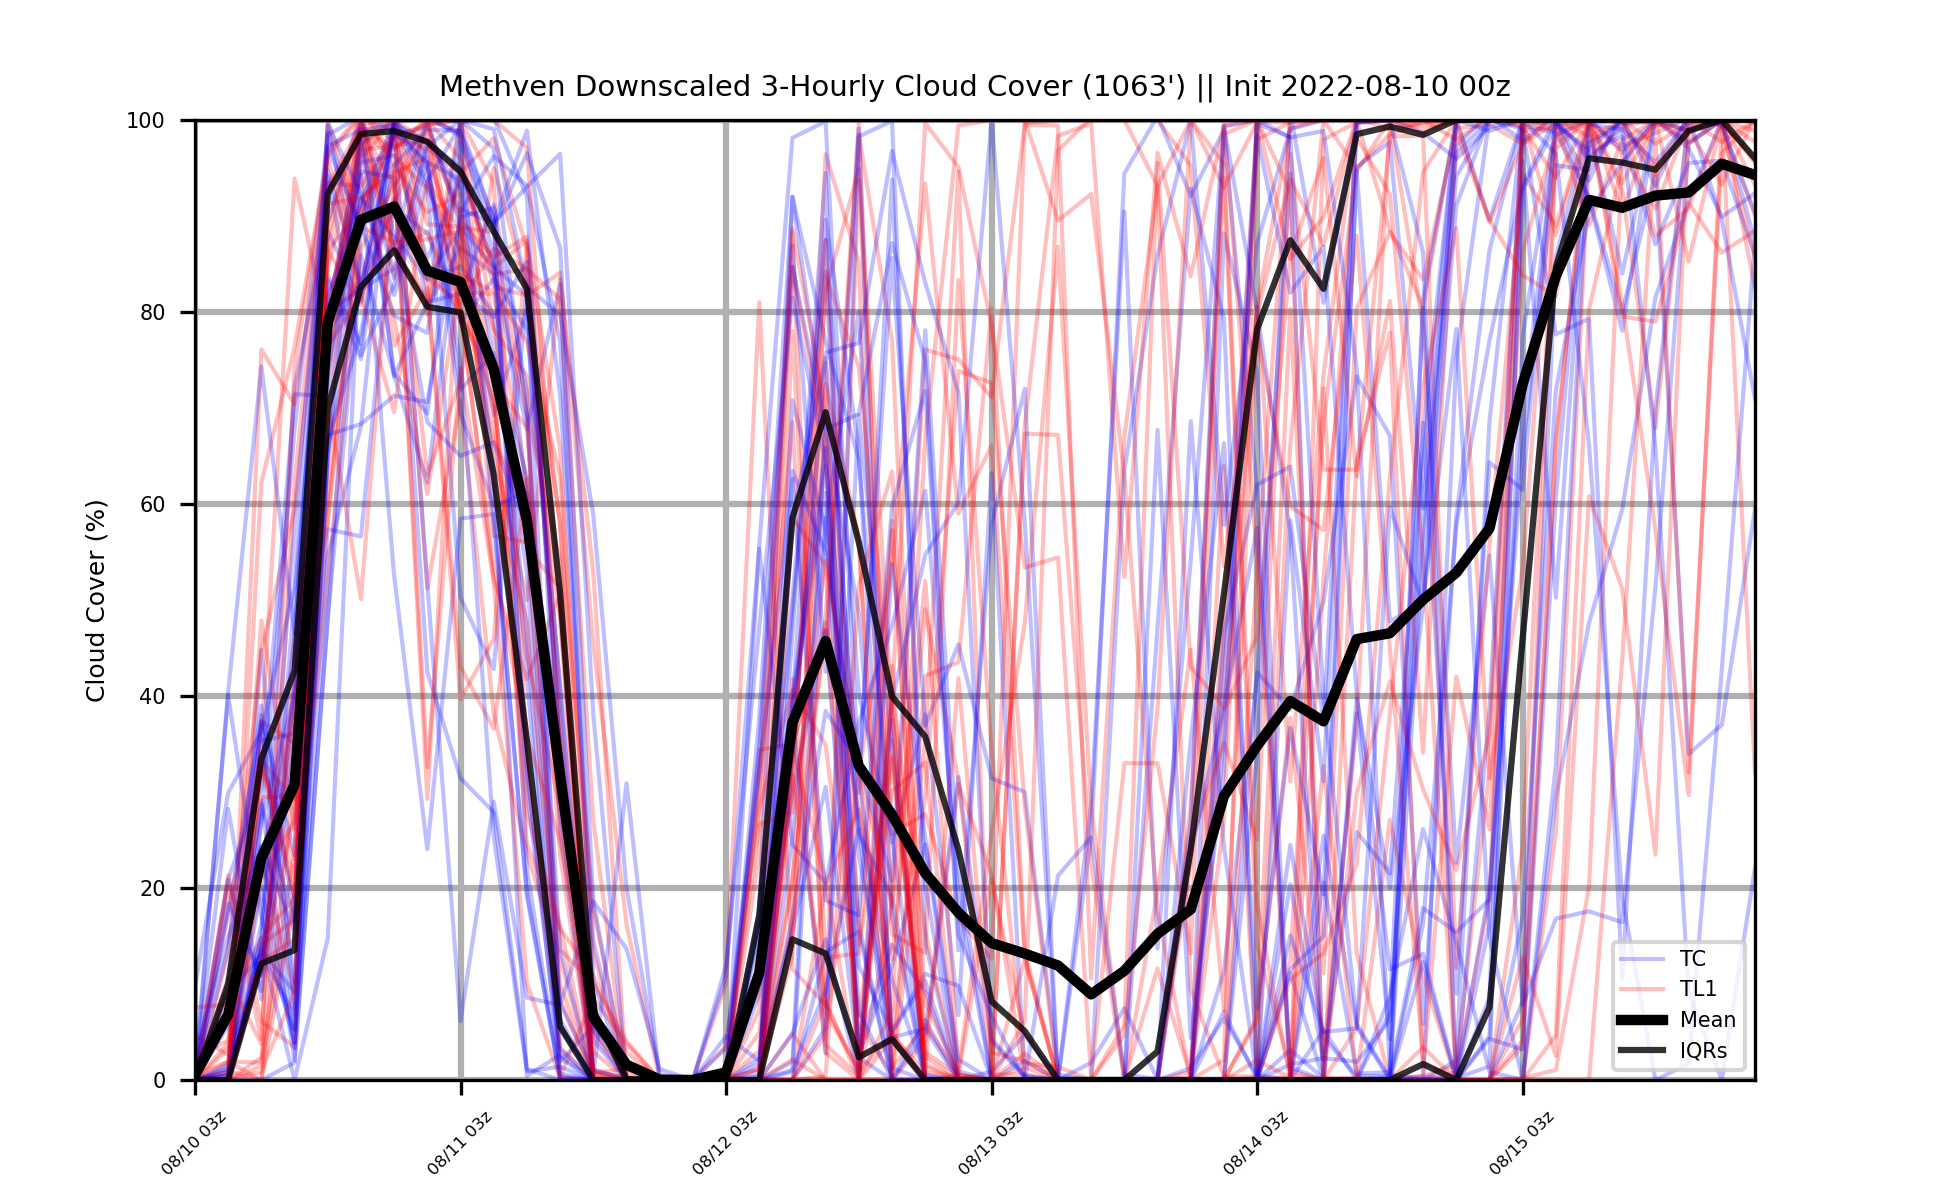 Methven Downscaled 3-Hourly Cloud Cover (1063') || Init 2022-08-10 00z
Cloud Cover (%)
100
80
60
40
20
0
TC
TL1
Mean
IQRs
08/10 03z
08/11 03z
08/12 03z
08/13 03z
08/14 03z
08/15 03z